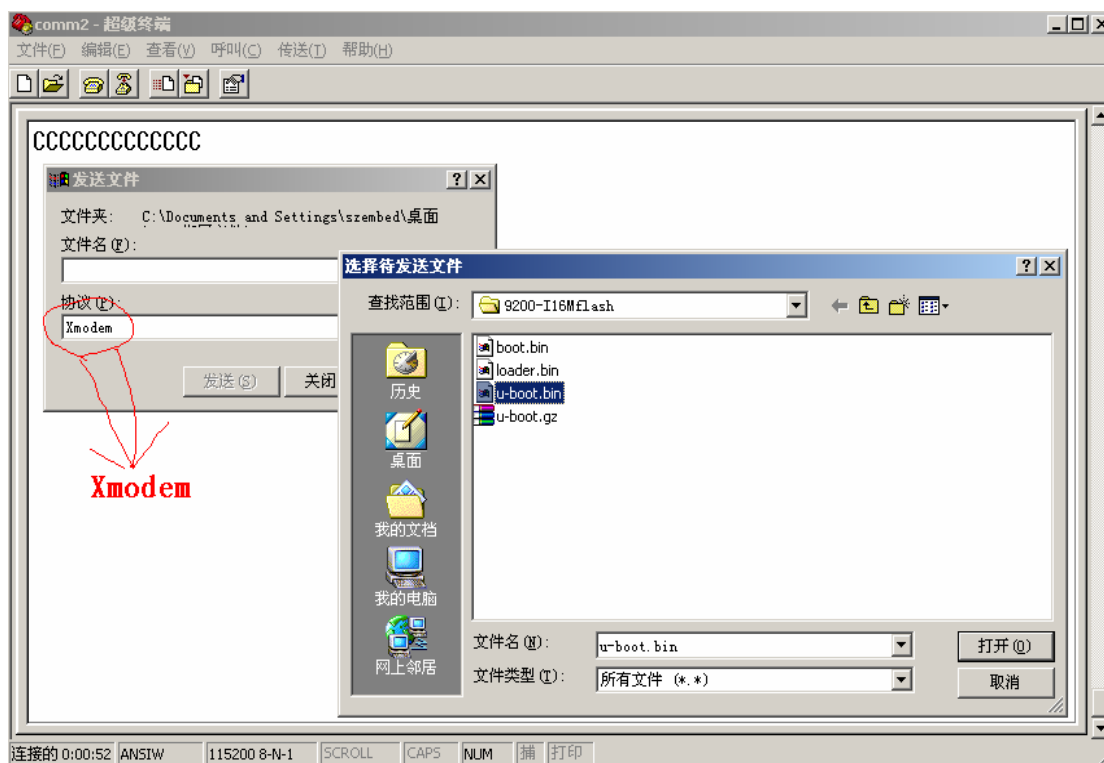 comm2 - 超级终端
文件(F) 编辑(E) 查看(V) 呼叫(C) 传送(T) 帮助(H)
CCCCCCCCCCCCC
发送文件
文件夹: C:\Documents and Settings\szembed\桌面
文件名(F):
协议(P):
Xmodem
发送(S) 关闭
Xmodem
选择待发送文件
查找范围(I): 9200-I16Mflash
历史
桌面
我的文档
我的电脑
网上邻居
boot.bin
loader.bin
u-boot.bin
u-boot.gz
文件名(N): u-boot.bin 打开(O)
文件类型(T): 所有文件 (*.*) 取消
连接的 0:00:52 ANSIW 115200 8-N-1 SCROLL CAPS NUM 捕 打印